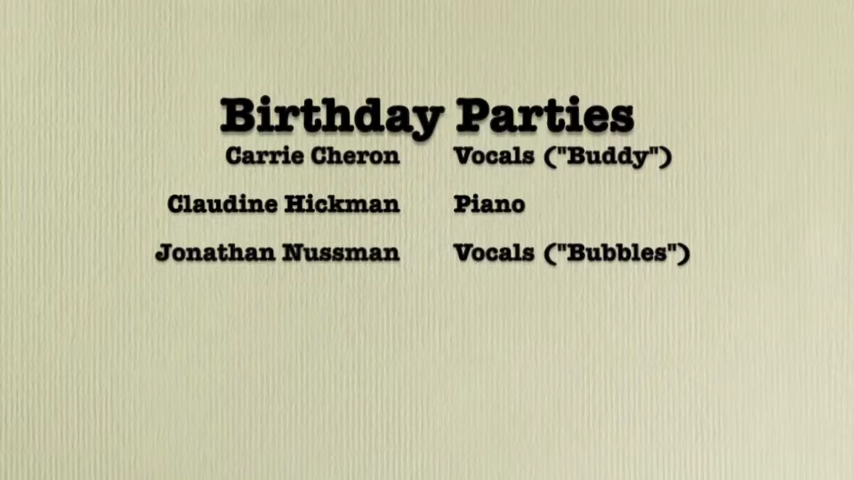 Birthday Parties
Carrie Cheron Vocals ("Buddy")
Claudine Hickman Piano
Jonathan Nussman Vocals ("Bubbles")